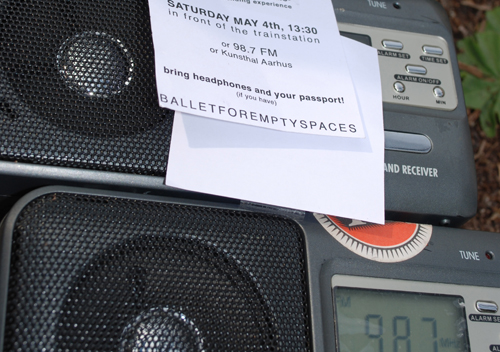 experience
SATURDAY MAY 4th, 13:30
in front of the trainstation
or 98.7 FM
or Kunsthal Aarhus
bring headphones and your passport!
(if you have)
BALLETFOREMPTYSPACES
TUNE
ALARM SET
TIME SET
ALARM ON/OFF
HOUR
MIN
AND RECEIVER
TUNE
ALARM SE
FM
98.7